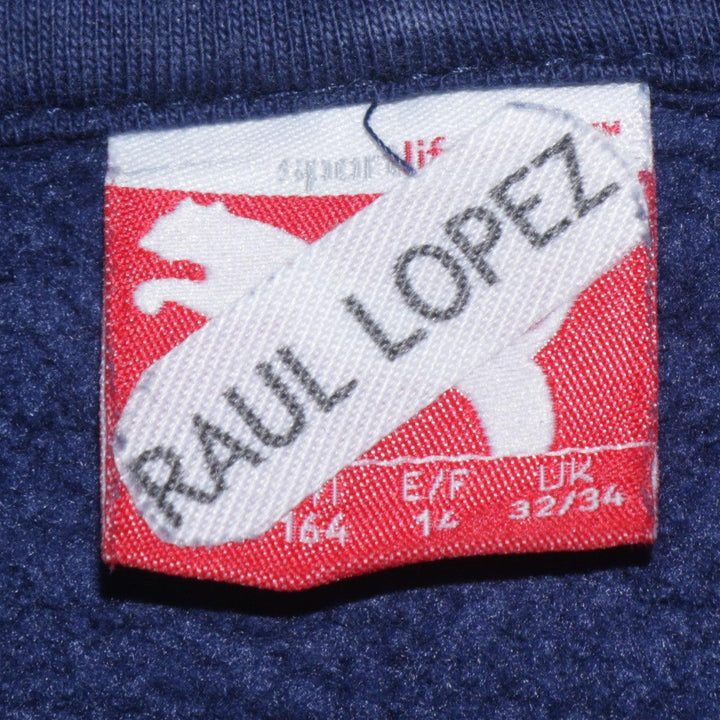 RAUL LOPEZ
E/F UK
164 14 32/34